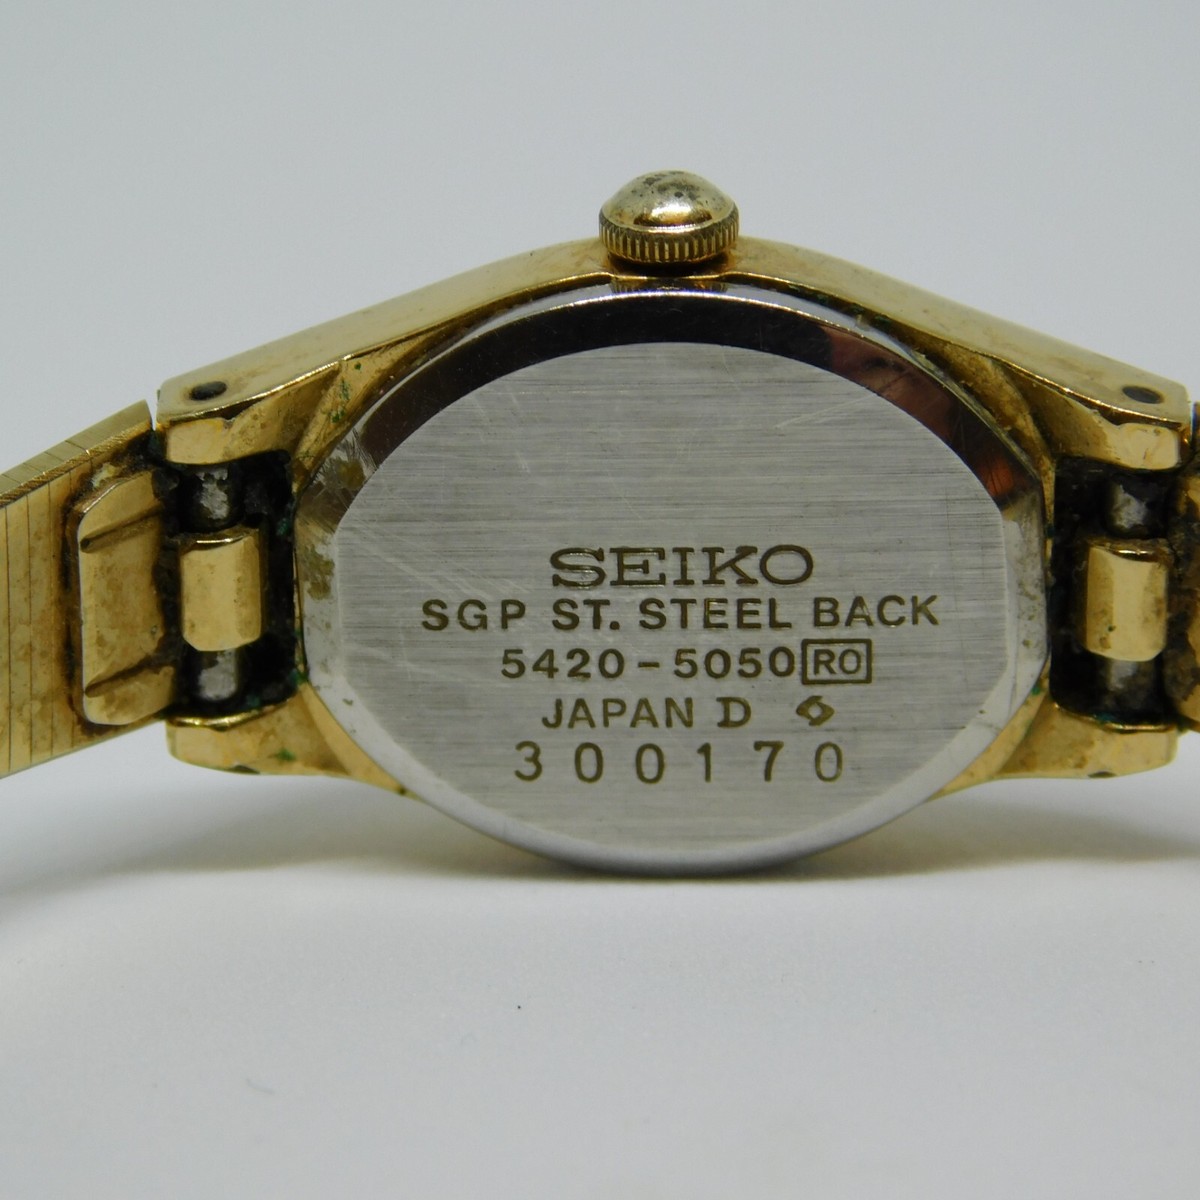 SEIKO
SGP ST. STEEL BACK
5420-5050 RO
JAPAN D
300170